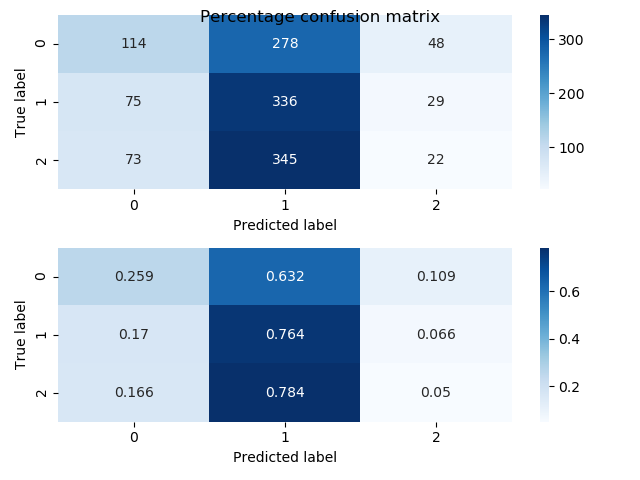 Percentage confusion matrix
0 114 278 48
1 75 336 29
2 73 345 22
True label
0 1 2
Predicted label
300
200
100
0 0.259 0.632 0.109
1 0.17 0.764 0.066
2 0.166 0.784 0.05
True label
0 1 2
Predicted label
0.6
0.4
0.2